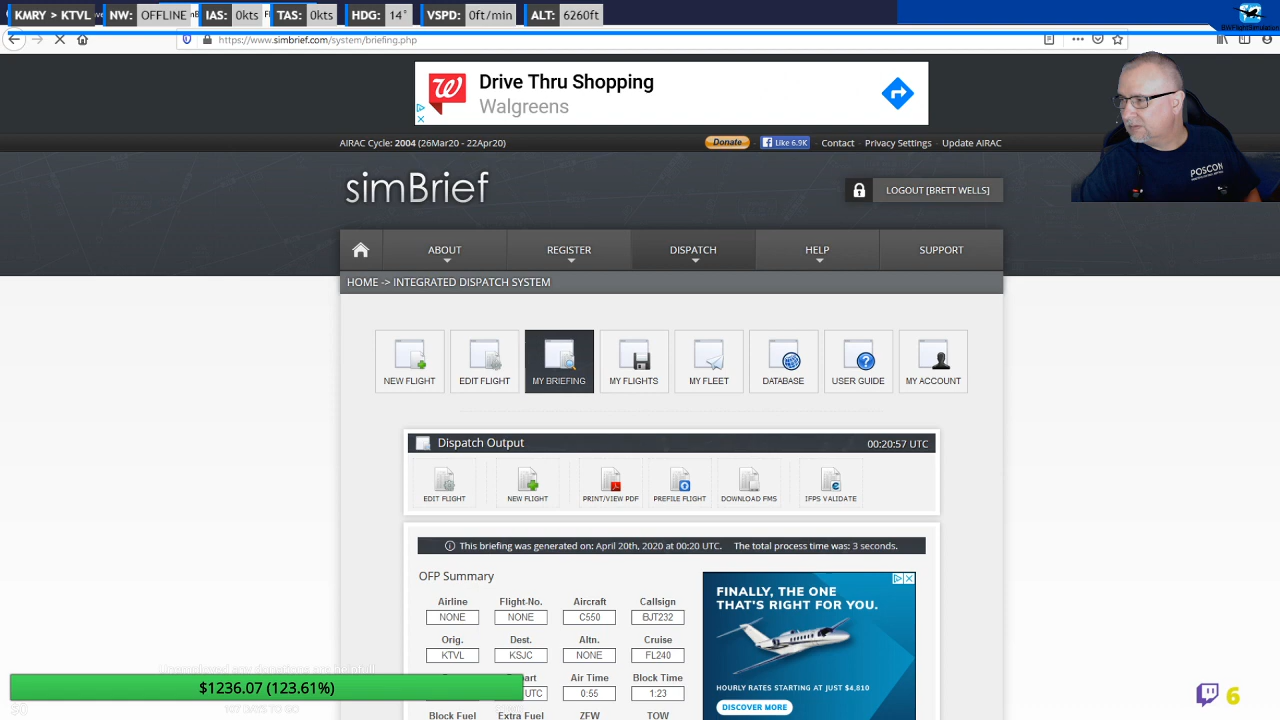 KMRY > KTVL NW: OFFLINE IAS: 0kts TAS: 0kts HDG: 14° VSPD: 0ft/min ALT: 6260ft
https://www.simbrief.com/system/briefing.php
Drive Thru Shopping
Walgreens
AIRAC Cycle: 2004 (26Mar20 - 22Apr20)
Donate Like 6.9K Contact Privacy Settings Update AIRAC
simBrief
LOGOUT [BRETT WELLS]
POSCON
ABOUT REGISTER DISPATCH HELP SUPPORT
HOME -> INTEGRATED DISPATCH SYSTEM
NEW FLIGHT EDIT FLIGHT MY BRIEFING MY FLIGHTS MY FLEET DATABASE USER GUIDE MY ACCOUNT
Dispatch Output 00:20:57 UTC
EDIT FLIGHT NEW FLIGHT PRINT/VIEW PDF PREFILE FLIGHT DOWNLOAD FMS IFPS VALIDATE
This briefing was generated on: April 20th, 2020 at 00:20 UTC. The total process time was: 3 seconds.
OFP Summary
Airline Flight-No. Aircraft Callsign
NONE NONE C550 BJT232
Orig. Dest. Altn. Cruise
KTVL KSJC NONE FL240
Air Time Block Time
UTC 0:55 1:23
Block Fuel Extra Fuel ZFW TOW
FINALLY, THE ONE
THAT'S RIGHT FOR YOU.
HOURLY RATES STARTING AT JUST $4,810
DISCOVER MORE
$1236.07 (123.61%)
$0 107 DAYS TO GO
6